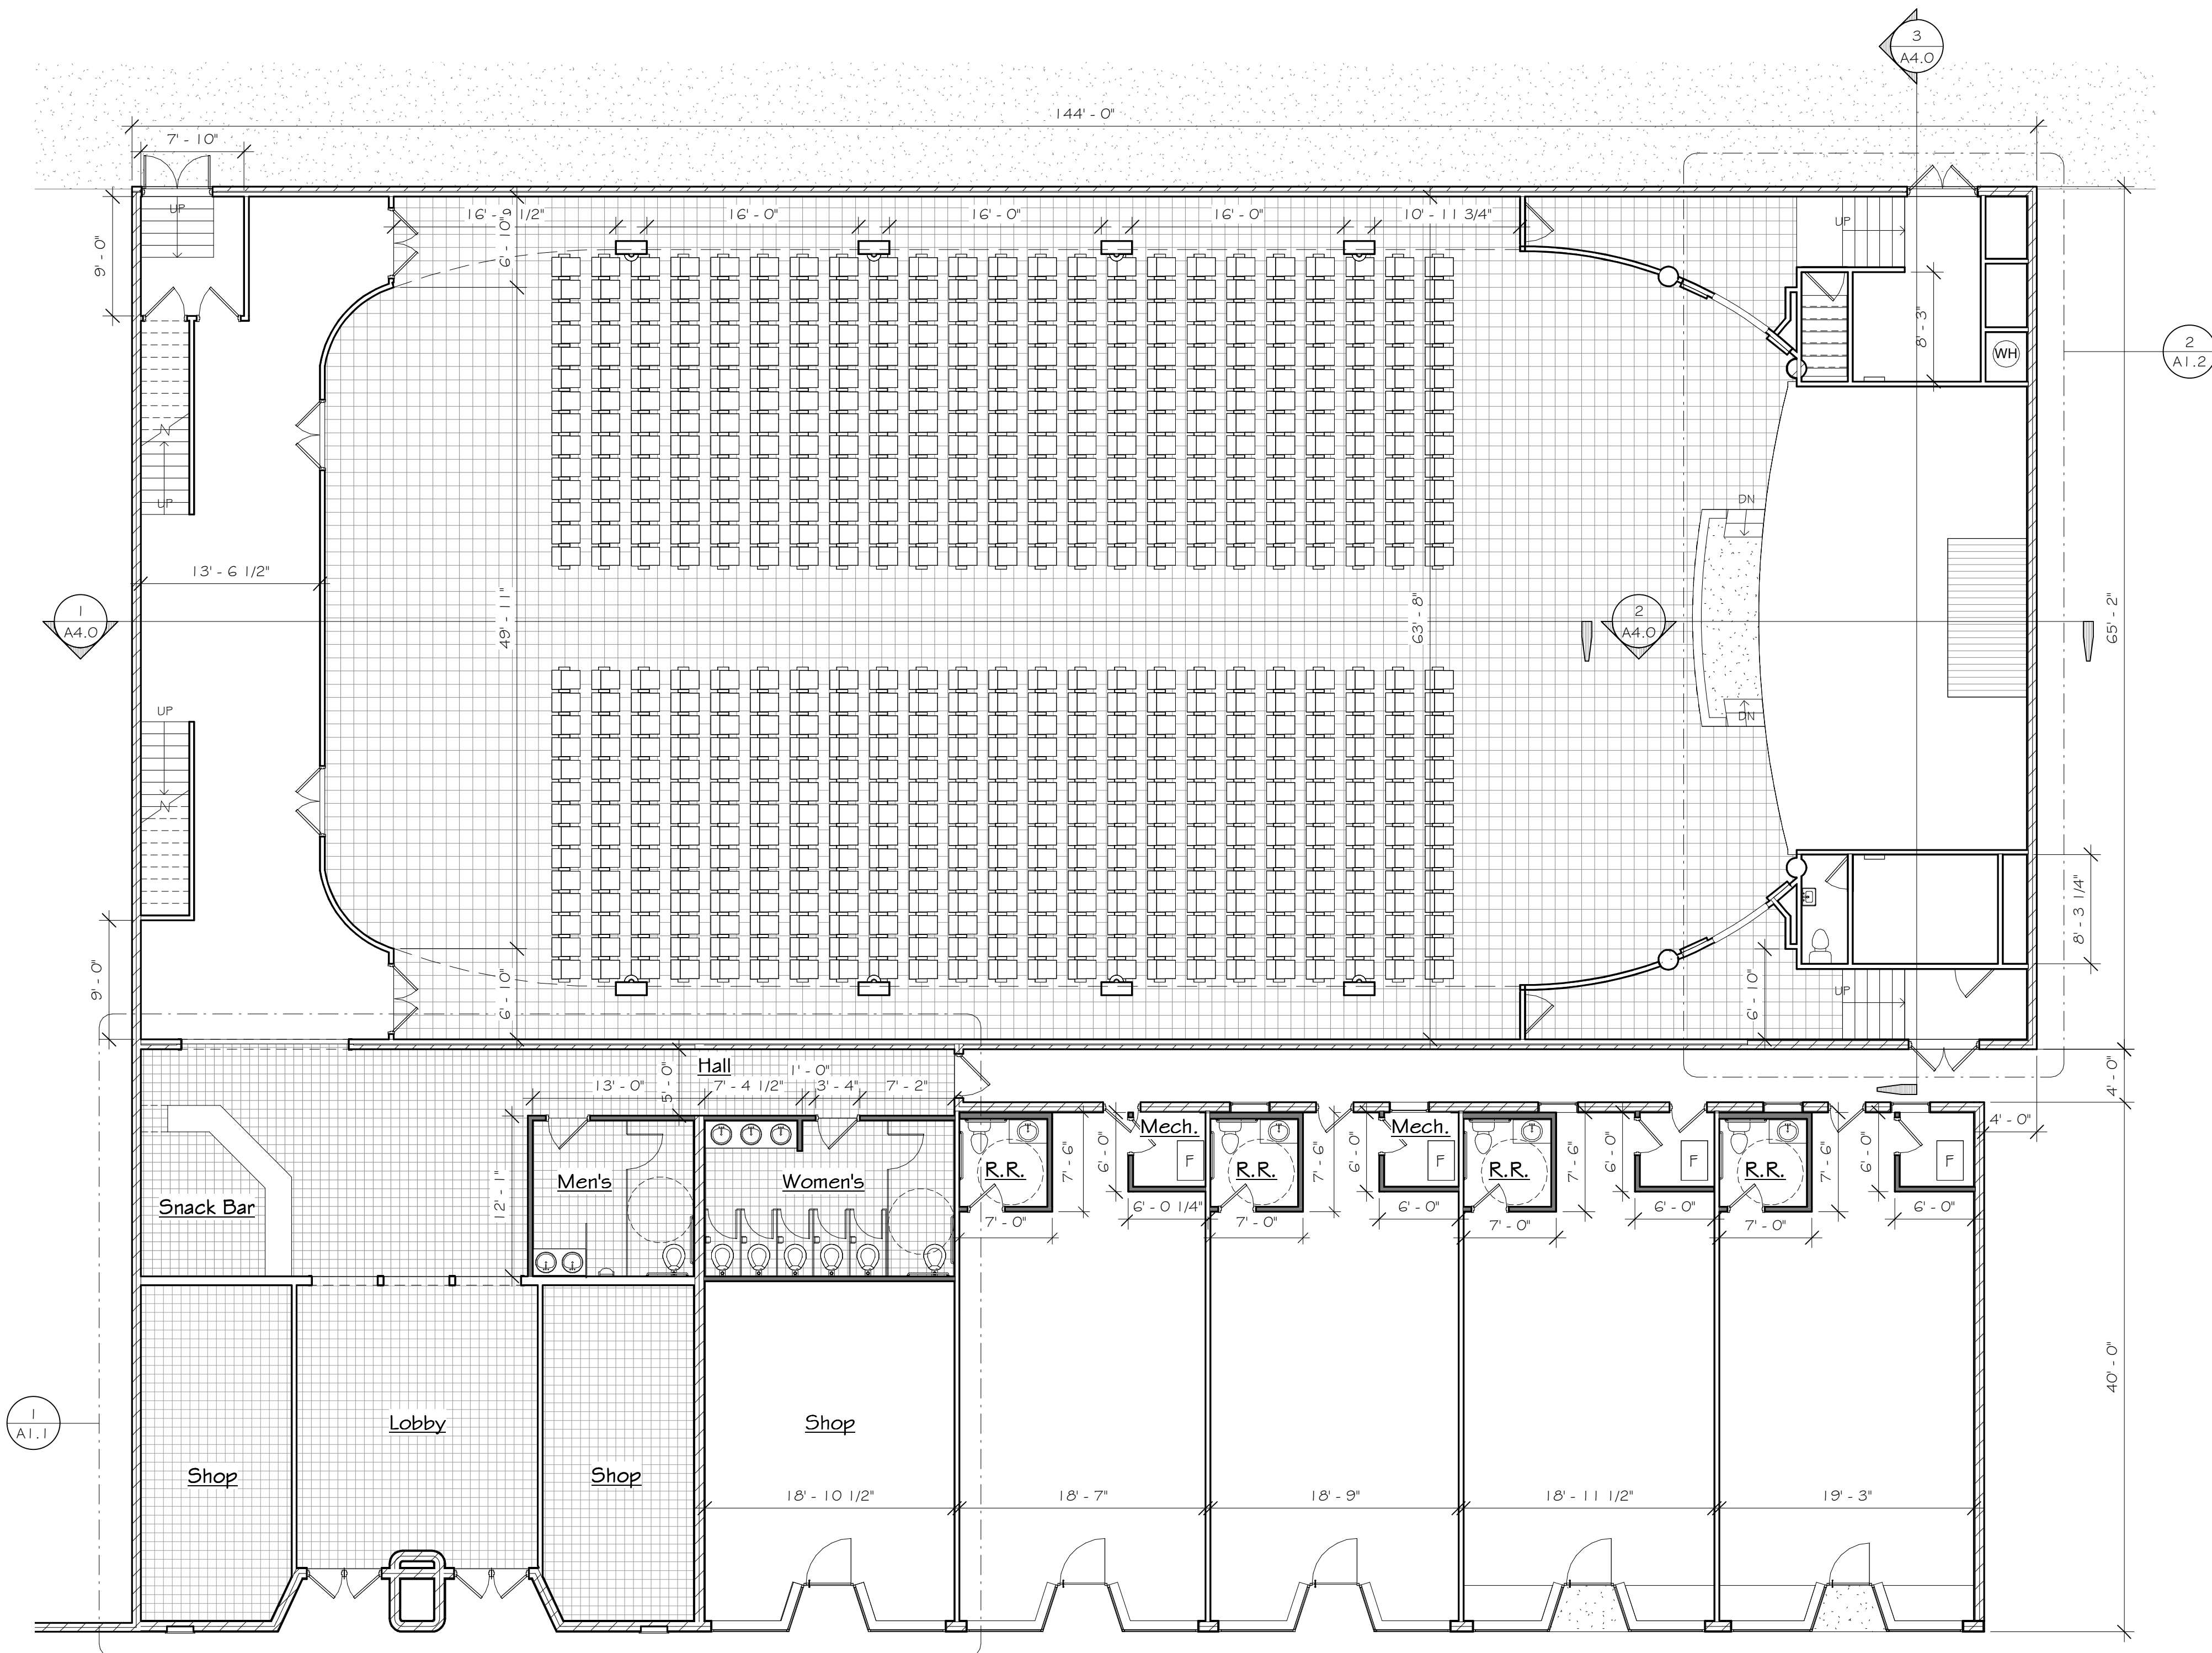 3
A4.0
144' - 0"
7' - 10"
UP
9' - 0"
16' - 9 1/2"
16' - 0"
16' - 0"
16' - 0"
10' - 11 3/4"
6' - 10"
UP
8' - 3"
WH
2
A1.2
UP
DN
13' - 6 1/2"
49' - 11"
63' - 8"
1
A4.0
2
A4.0
65' - 2"
UP
DN
8' - 3 1/4"
9' - 0"
6' - 10"
UP
6' - 10"
Hall
13' - 0"
5' - 0"
7' - 4 1/2"
1' - 0"
3' - 4"
7' - 2"
4' - 0"
4' - 0"
Mech.
Mech.
Snack Bar
12' - 1"
Men's
Women's
R.R.
7' - 6"
6' - 0"
F
R.R.
7' - 6"
6' - 0"
F
R.R.
7' - 6"
6' - 0"
F
R.R.
7' - 6"
6' - 0"
F
6' - 0 1/4"
6' - 0"
6' - 0"
6' - 0"
7' - 0"
7' - 0"
7' - 0"
7' - 0"
40' - 0"
1
A1.1
Lobby
Shop
Shop
Shop
18' - 10 1/2"
18' - 7"
18' - 9"
18' - 11 1/2"
19' - 3"